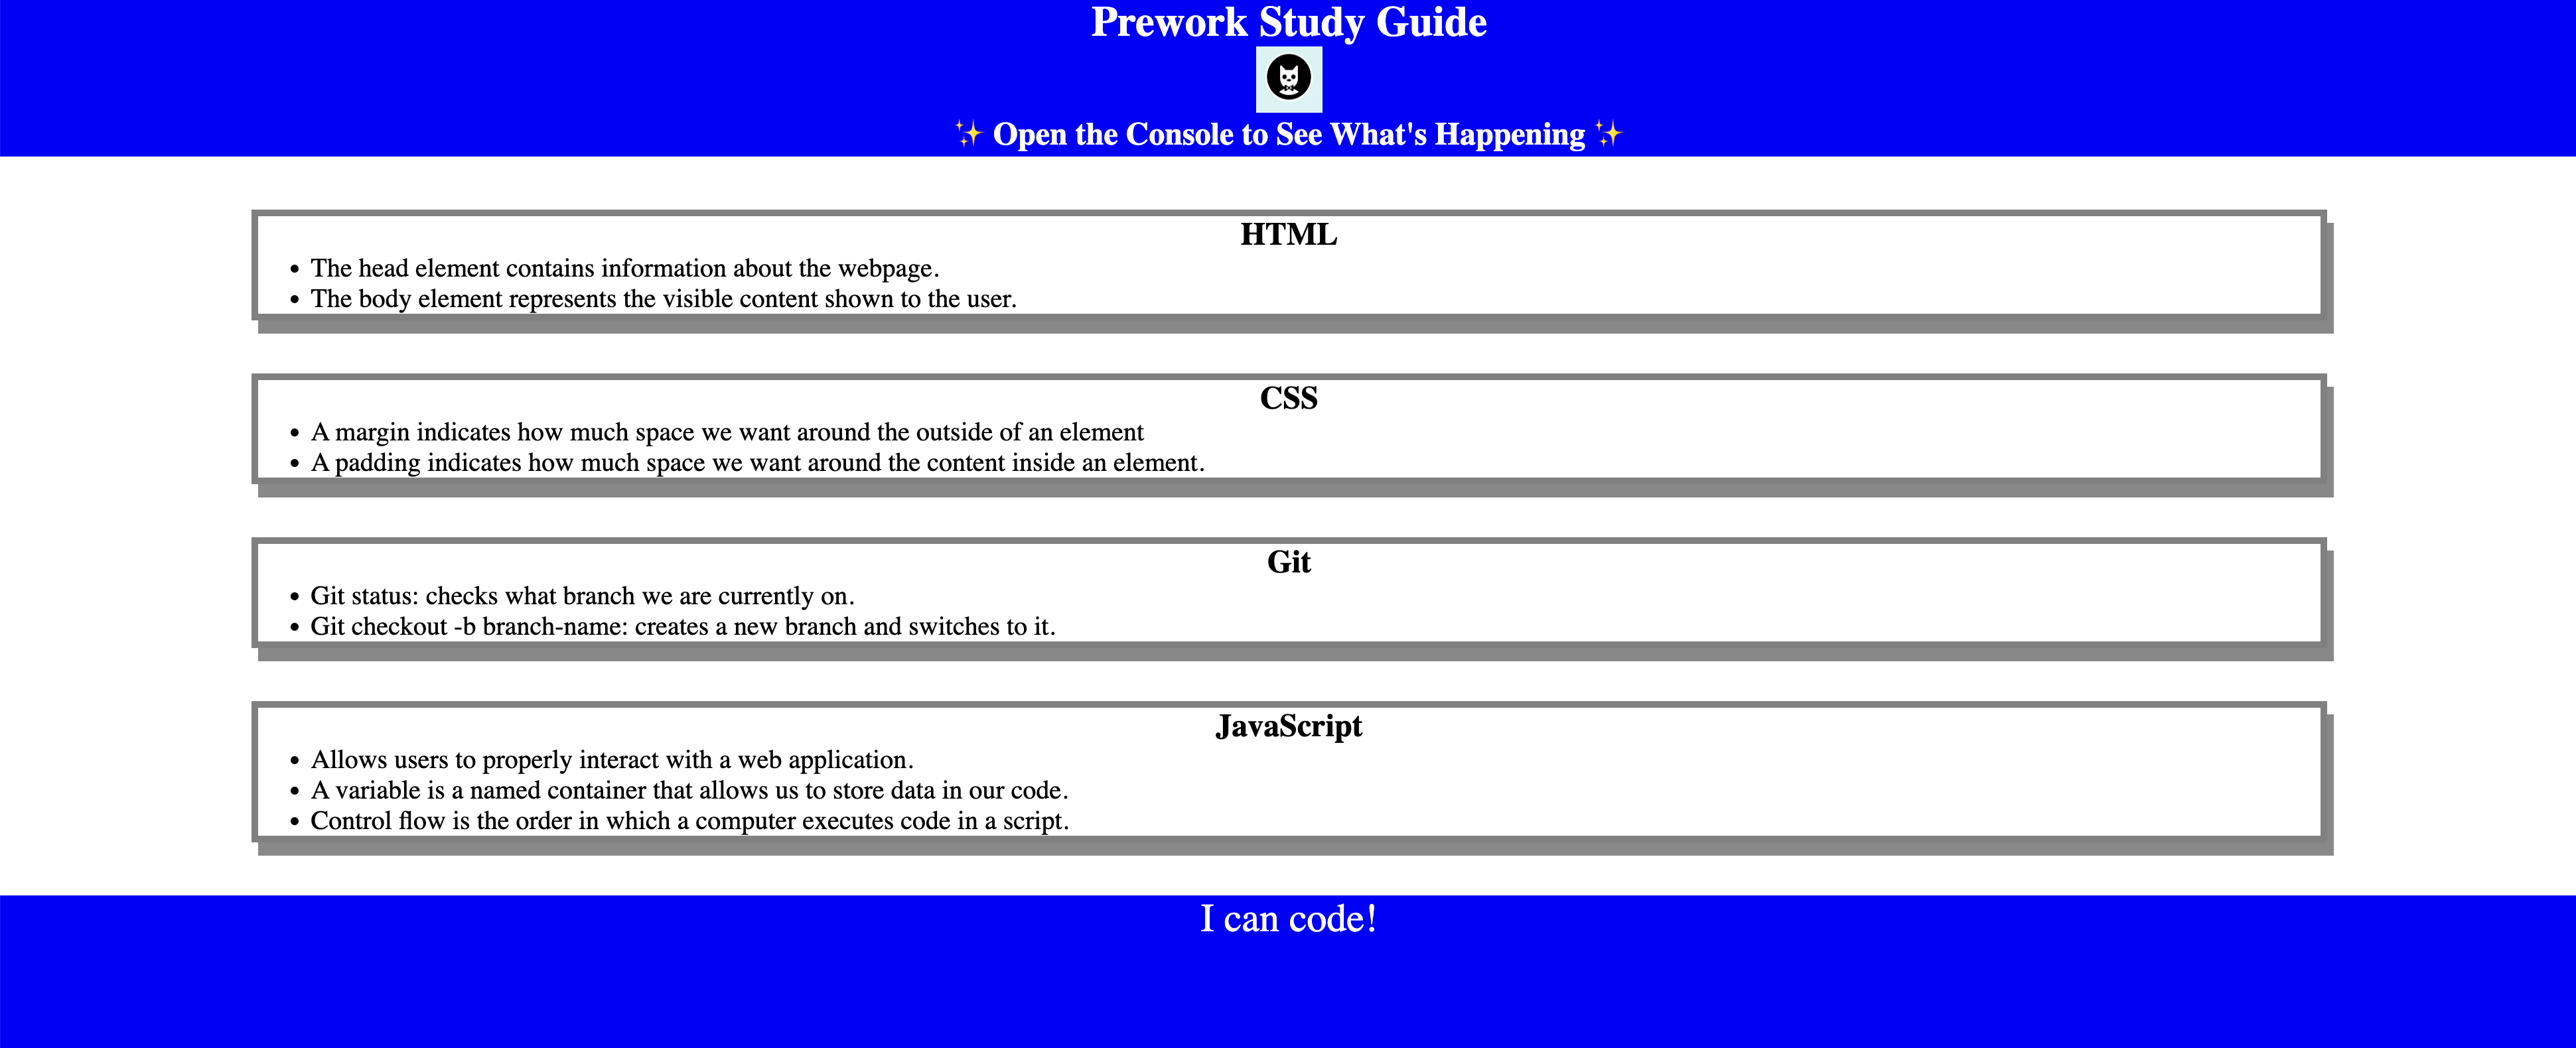 Prework Study Guide
✨ Open the Console to See What's Happening ✨
HTML
• The head element contains information about the webpage.
• The body element represents the visible content shown to the user.
CSS
• A margin indicates how much space we want around the outside of an element
• A padding indicates how much space we want around the content inside an element.
Git
• Git status: checks what branch we are currently on.
• Git checkout -b branch-name: creates a new branch and switches to it.
JavaScript
• Allows users to properly interact with a web application.
• A variable is a named container that allows us to store data in our code.
• Control flow is the order in which a computer executes code in a script.
I can code!